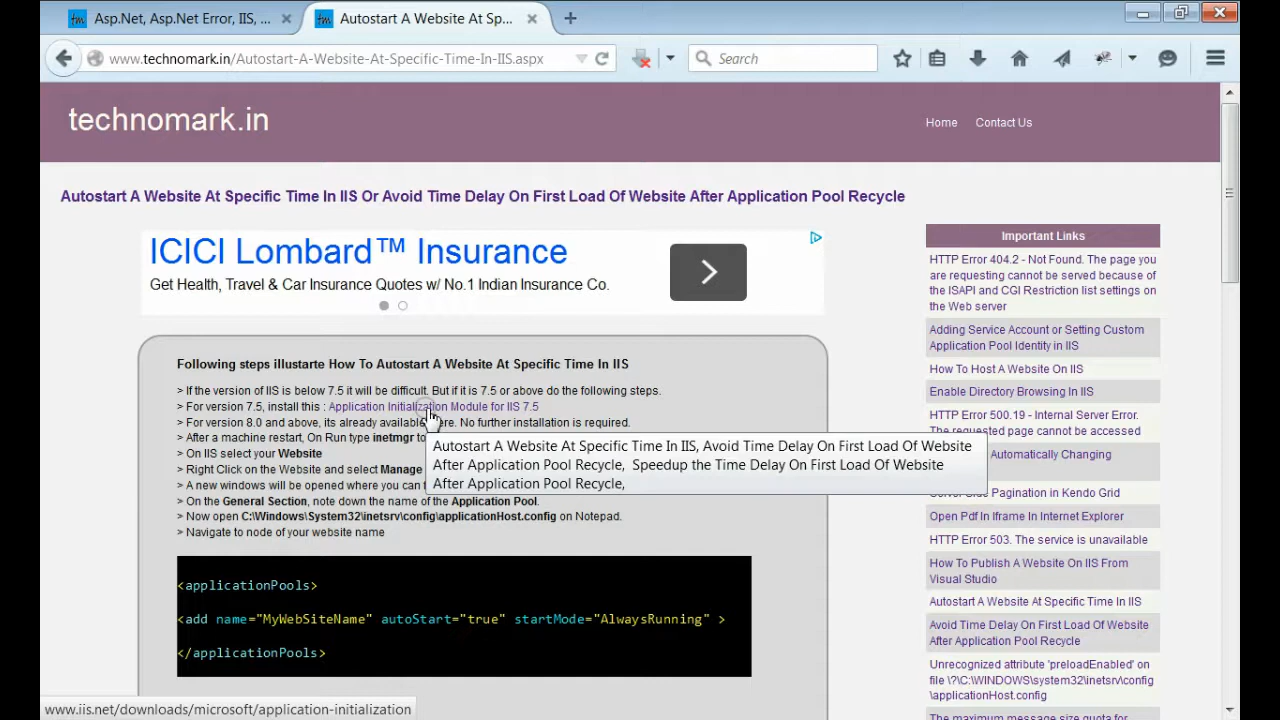 Asp.Net, Asp.Net Error, IIS, ...
Autostart A Website At Sp...
www.technomark.in/Autostart-A-Website-At-Specific-Time-In-IIS.aspx
Search
technomark.in
Home
Contact Us
Autostart A Website At Specific Time In IIS Or Avoid Time Delay On First Load Of Website After Application Pool Recycle
ICICI Lombard™ Insurance
Get Health, Travel & Car Insurance Quotes w/ No.1 Indian Insurance Co.
Following steps illustarte How To Autostart A Website At Specific Time In IIS
> If the version of IIS is below 7.5 it will be difficult. But if it is 7.5 or above do the following steps.
> For version 7.5, install this : Application Initialization Module for IIS 7.5
> For version 8.0 and above, its already available here. No further installation is required.
> After a machine restart, On Run type inetmgr to
> On IIS select your Website
> Right Click on the Website and select Manage
> A new windows will be opened where you can
> On the General Section, note down the name of the Application Pool.
> Now open C:\Windows\System32\inetsrv\config\applicationHost.config on Notepad.
> Navigate to node of your website name
Autostart A Website At Specific Time In IIS, Avoid Time Delay On First Load Of Website
After Application Pool Recycle, Speedup the Time Delay On First Load Of Website
After Application Pool Recycle,
<applicationPools>
<add name="MyWebSiteName" autoStart="true" startMode="AlwaysRunning" >
</applicationPools>
Important Links
HTTP Error 404.2 - Not Found. The page you
are requesting cannot be served because of
the ISAPI and CGI Restriction list settings on
the Web server
Adding Service Account or Setting Custom
Application Pool Identity in IIS
How To Host A Website On IIS
Enable Directory Browsing In IIS
HTTP Error 500.19 - Internal Server Error.
The requested page cannot be accessed
Automatically Changing
Server Side Pagination in Kendo Grid
Open Pdf In Iframe In Internet Explorer
HTTP Error 503. The service is unavailable
How To Publish A Website On IIS From
Visual Studio
Autostart A Website At Specific Time In IIS
Avoid Time Delay On First Load Of Website
After Application Pool Recycle
Unrecognized attribute 'preloadEnabled' on
file \?\C:\WINDOWS\system32\inetsrv\config
\applicationHost.config
The maximum message size quota for
www.iis.net/downloads/microsoft/application-initialization